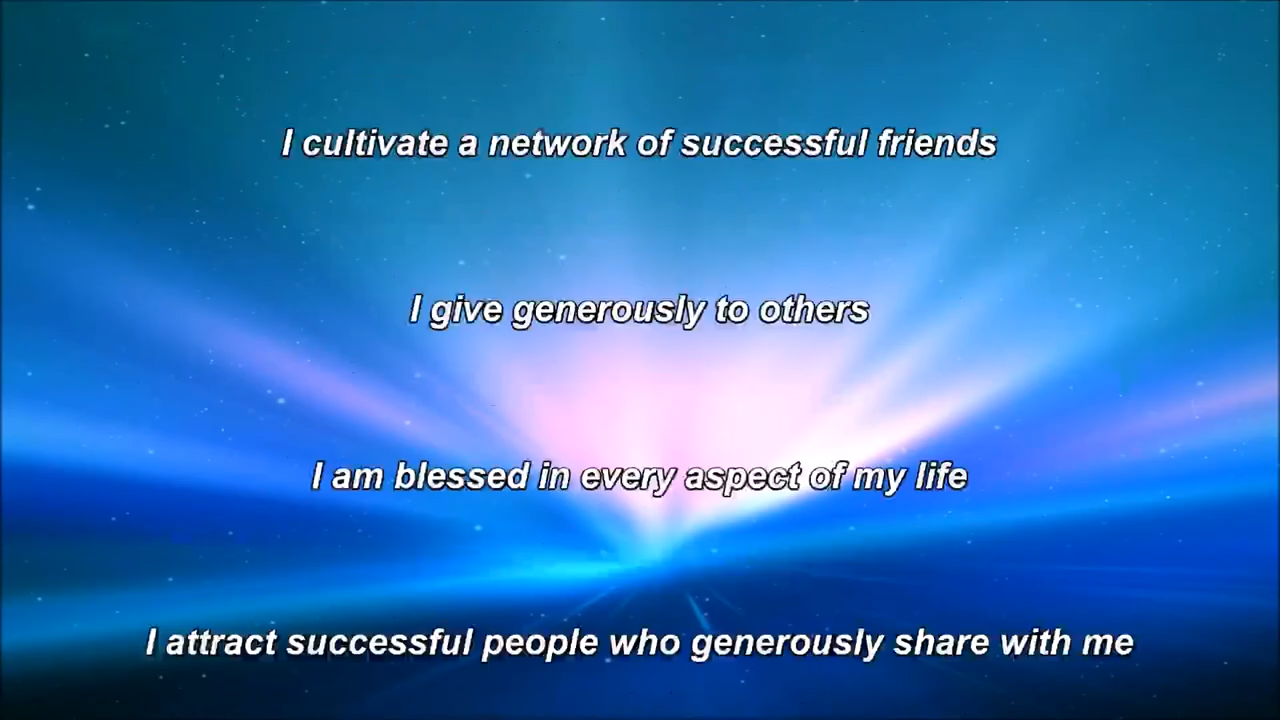 I cultivate a network of successful friends
I give generously to others
I am blessed in every aspect of my life
I attract successful people who generously share with me